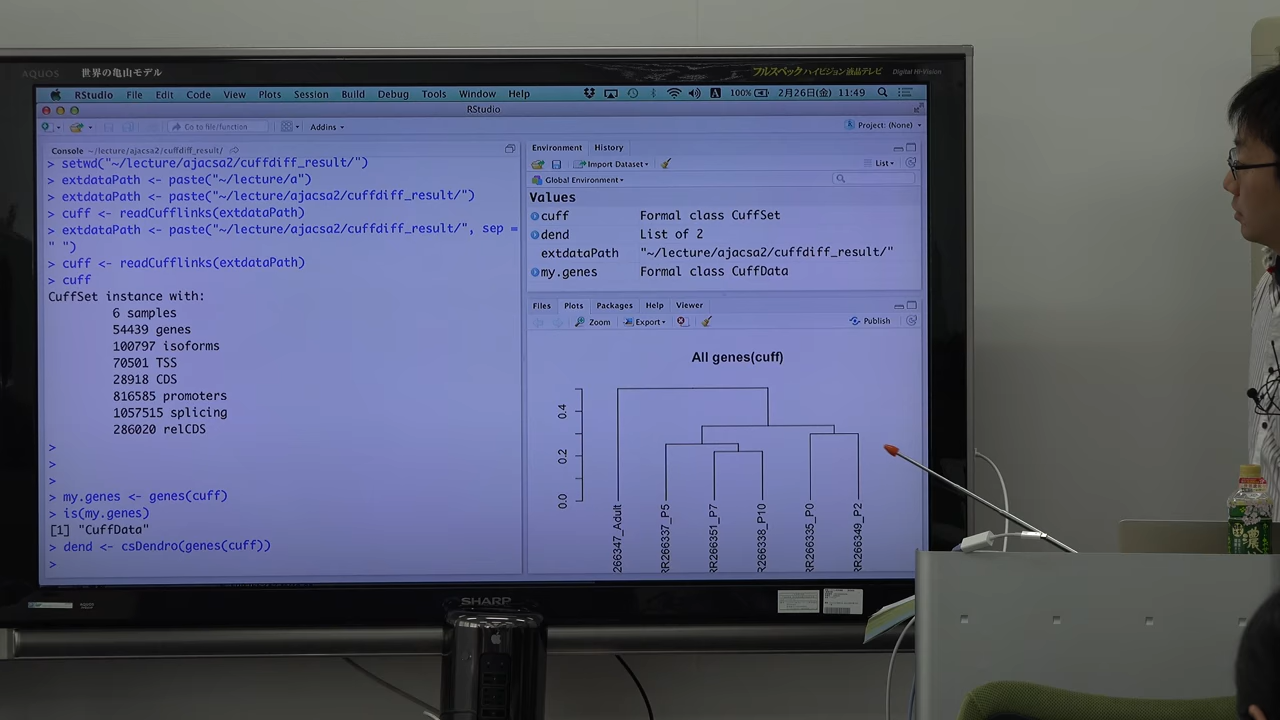 AQUOS 世界の亀山モデル フルスペックハイビジョン液晶テレビ Digital Hi-Vision
RStudio File Edit Code View Plots Session Build Debug Tools Window Help A 100% 2月26日(金) 11:49
RStudio
Go to file/function Addins Project: (None)
Console ~/lecture/ajacsa2/cuffdiff_result/
> setwd("~/lecture/ajacsa2/cuffdiff_result/")
> extdataPath <- paste("~/lecture/a")
> extdataPath <- paste("~/lecture/ajacsa2/cuffdiff_result/")
> cuff <- readCufflinks(extdataPath)
> extdataPath <- paste("~/lecture/ajacsa2/cuffdiff_result/", sep =
" ")
> cuff <- readCufflinks(extdataPath)
> cuff
CuffSet instance with:
6 samples
54439 genes
100797 isoforms
70501 TSS
28918 CDS
816585 promoters
1057515 splicing
286020 relCDS
>
>
>
> my.genes <- genes(cuff)
> is(my.genes)
[1] "CuffData"
> dend <- csDendro(genes(cuff))
>
Environment History
Import Dataset List
Global Environment
Values
cuff Formal class CuffSet
dend List of 2
extdataPath "~/lecture/ajacsa2/cuffdiff_result/"
my.genes Formal class CuffData
Files Plots Packages Help Viewer
Zoom Export Publish
All genes(cuff)
0.4
0.2
0.0
266347_Adult
RR266337_P5
RR266351_P7
RR266338_P10
RR266335_P0
RR266349_P2
SHARP